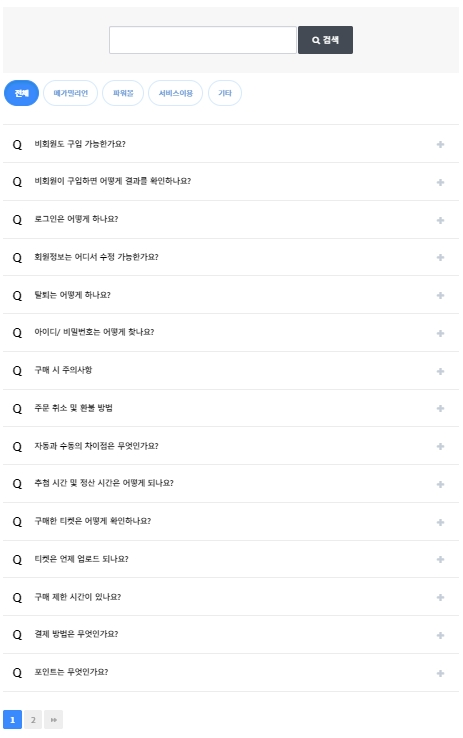 검색
전체 메가밀리언 파워볼 서비스이용 기타
Q 비회원도 구입 가능한가요?
Q 비회원이 구입하면 어떻게 결과를 확인하나요?
Q 로그인은 어떻게 하나요?
Q 회원정보는 어디서 수정 가능한가요?
Q 탈퇴는 어떻게 하나요?
Q 아이디/ 비밀번호는 어떻게 찾나요?
Q 구매 시 주의사항
Q 주문 취소 및 환불 방법
Q 자동과 수동의 차이점은 무엇인가요?
Q 추첨 시간 및 정산 시간은 어떻게 되나요?
Q 구매한 티켓은 어떻게 확인하나요?
Q 티켓은 언제 업로드 되나요?
Q 구매 제한 시간이 있나요?
Q 결제 방법은 무엇인가요?
Q 포인트는 무엇인가요?
1 2